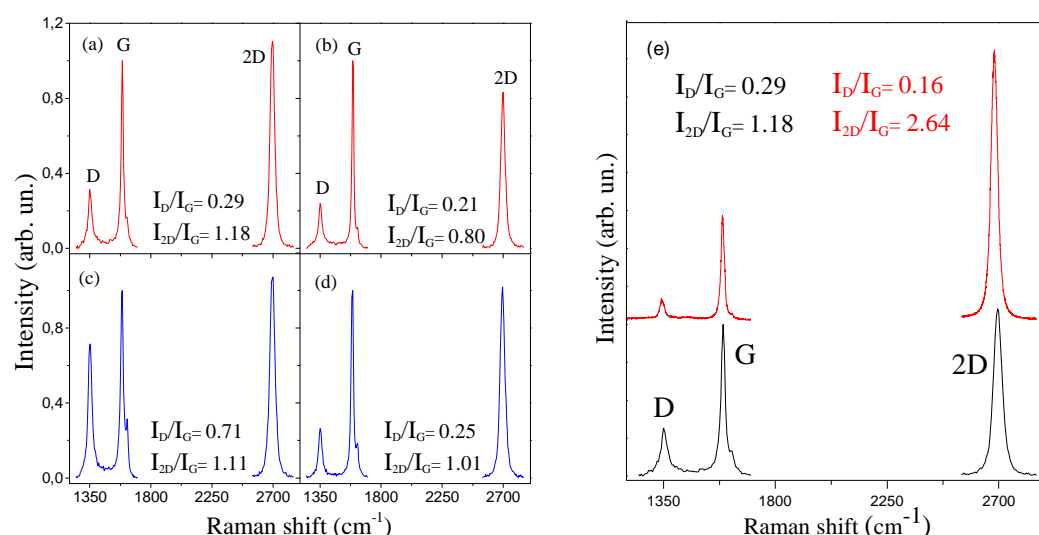 Intensity (arb. un.)
1,2
0,8
0,4
0,0
0,8
0,4
0,0
(a)
G
2D
D
I_D/I_G= 0.29
I_2D/I_G= 1.18
(b)
G
2D
D
I_D/I_G= 0.21
I_2D/I_G= 0.80
(c)
I_D/I_G= 0.71
I_2D/I_G= 1.11
(d)
I_D/I_G= 0.25
I_2D/I_G= 1.01
1350 1800 2250 2700 1350 1800 2250 2700
Raman shift (cm⁻¹)
Intensity (arb. un.)
(e)
I_D/I_G= 0.29 I_D/I_G= 0.16
I_2D/I_G= 1.18 I_2D/I_G= 2.64
D
G
2D
1350 1800 2250 2700
Raman shift (cm⁻¹)